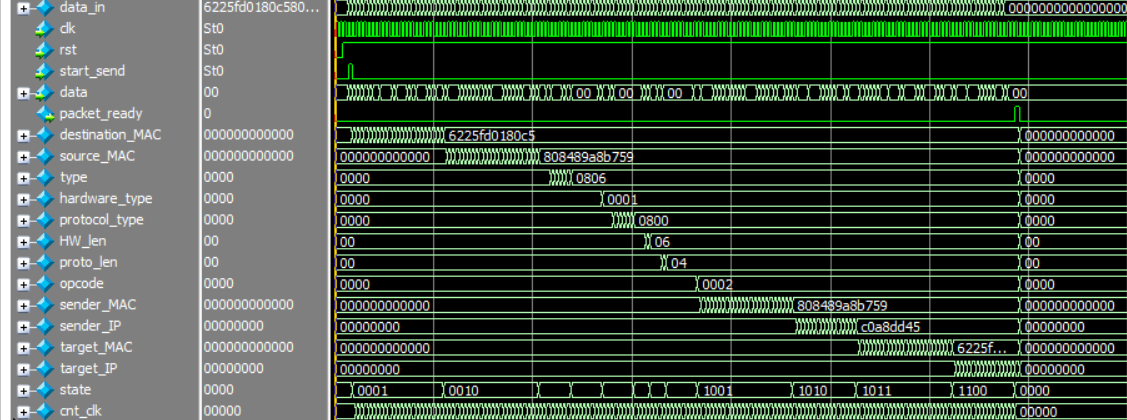 data_in 6225fd0180c580... 0000000000000000
clk St0
rst St0
start_send St0
data 00 00 00 00 00
packet_ready 0
destination_MAC 000000000000 6225fd0180c5 000000000000
source_MAC 000000000000 000000000000 808489a8b759 000000000000
type 0000 0000 0806 0000
hardware_type 0000 0000 0001 0000
protocol_type 0000 0000 0800 0000
HW_len 00 00 06 00
proto_len 00 00 04 00
opcode 0000 0000 0002 0000
sender_MAC 000000000000 000000000000 808489a8b759 000000000000
sender_IP 00000000 00000000 c0a8dd45 00000000
target_MAC 000000000000 000000000000 6225f... 000000000000
target_IP 00000000 00000000 00000000
state 0000 0001 0010 1001 1010 1011 1100 0000
cnt_clk 00000 00000